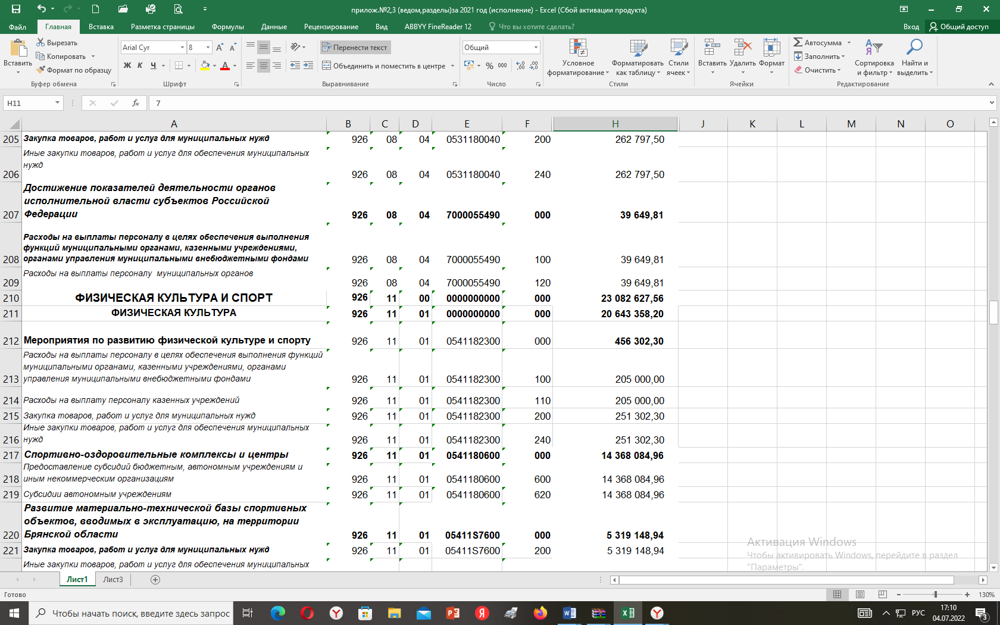 прилож.№2,3 (ведом,разделы)за 2021 год (исполнение) - Excel (Сбой активации продукта)
Файл Главная Вставка Разметка страницы Формулы Данные Рецензирование Вид ABBYY FineReader 12 Что вы хотите сделать? Вход Общий доступ
Вставить
Вырезать
Копировать
Формат по образцу
Буфер обмена
Arial Cyr 8
Ж К Ч
Шрифт
Перенести текст
Объединить и поместить в центре
Выравнивание
Общий
% 000
Число
Условное форматирование
Форматировать как таблицу
Стили ячеек
Стили
Вставить Удалить Формат
Ячейки
Автосумма
Заполнить
Очистить
Сортировка и фильтр
Найти и выделить
Редактирование
H11 fx 7
A B C D E F H J K L M N O
205 Закупка товаров, работ и услуг для муниципальных нужд 926 08 04 0531180040 200 262 797,50
Иные закупки товаров, работ и услуг для обеспечения муниципальных
нужд
206 926 08 04 0531180040 240 262 797,50
Достижение показателей деятельности органов
исполнительной власти субъектов Российской
207 Федерации 926 08 04 7000055490 000 39 649,81
Расходы на выплаты персоналу в целях обеспечения выполнения
функций муниципальными органами, казенными учреждениями,
208 органами управления муниципальными внебюджетными фондами 926 08 04 7000055490 100 39 649,81
Расходы на выплаты персоналу  муниципальных органов
209 926 08 04 7000055490 120 39 649,81
210 ФИЗИЧЕСКАЯ КУЛЬТУРА И СПОРТ 926 11 00 0000000000 000 23 082 627,56
211 ФИЗИЧЕСКАЯ КУЛЬТУРА 926 11 01 0000000000 000 20 643 358,20
212 Мероприятия по развитию физической культуре и спорту 926 11 01 0541182300 000 456 302,30
Расходы на выплаты персоналу в целях обеспечения выполнения функций
муниципальными органами, казенными учреждениями, органами
213 управления муниципальными внебюджетными фондами 926 11 01 0541182300 100 205 000,00
214 Расходы на выплату персоналу казенных учреждений 926 11 01 0541182300 110 205 000,00
215 Закупка товаров, работ и услуг для муниципальных нужд 926 11 01 0541182300 200 251 302,30
Иные закупки товаров, работ и услуг для обеспечения муниципальных
216 нужд 926 11 01 0541182300 240 251 302,30
217 Спортивно-оздоровительные комплексы и центры 926 11 01 0541180600 000 14 368 084,96
Предоставление субсидий бюджетным, автономным учреждениям и
218 иным некоммерческим организациям 926 11 01 0541180600 600 14 368 084,96
219 Субсидии автономным учреждениям 926 11 01 0541180600 620 14 368 084,96
Развитие материально-технической базы спортивных
объектов, вводимых в эксплуатацию, на территории
220 Брянской области 926 11 01 05411S7600 000 5 319 148,94
221 Закупка товаров, работ и услуг для муниципальных нужд 926 11 01 05411S7600 200 5 319 148,94
Иные закупки товаров, работ и услуг для обеспечения муниципальных
Активация Windows
Чтобы активировать Windows, перейдите в раздел
"Параметры".
Лист1 Лист3
Готово 130%
Чтобы начать поиск, введите здесь запрос
РУС 17:10
04.07.2022
3